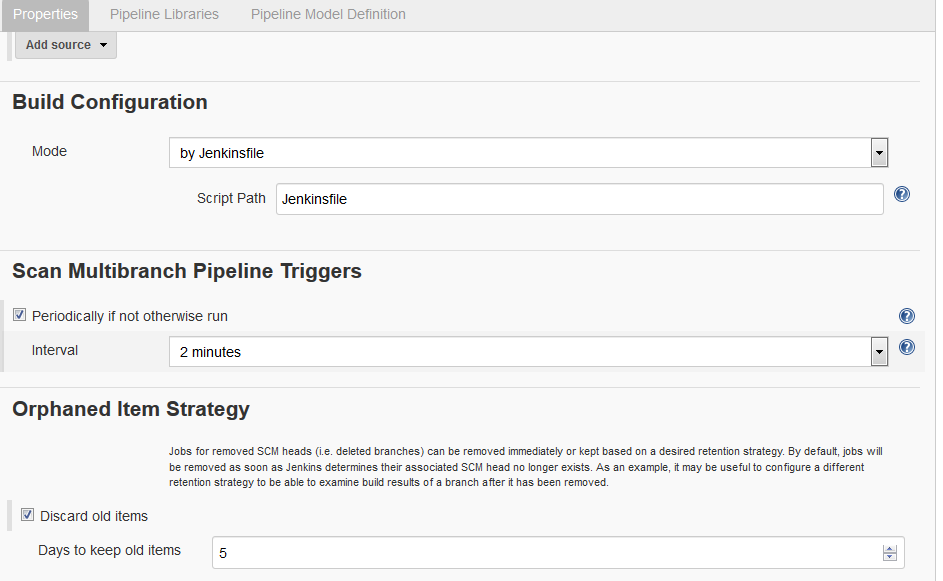 Properties Pipeline Libraries Pipeline Model Definition
Add source
Build Configuration
Mode by Jenkinsfile
Script Path Jenkinsfile
?
Scan Multibranch Pipeline Triggers
Periodically if not otherwise run
?
Interval 2 minutes
?
Orphaned Item Strategy
Jobs for removed SCM heads (i.e. deleted branches) can be removed immediately or kept based on a desired retention strategy. By default, jobs will
be removed as soon as Jenkins determines their associated SCM head no longer exists. As an example, it may be useful to configure a different
retention strategy to be able to examine build results of a branch after it has been removed.
Discard old items
Days to keep old items 5